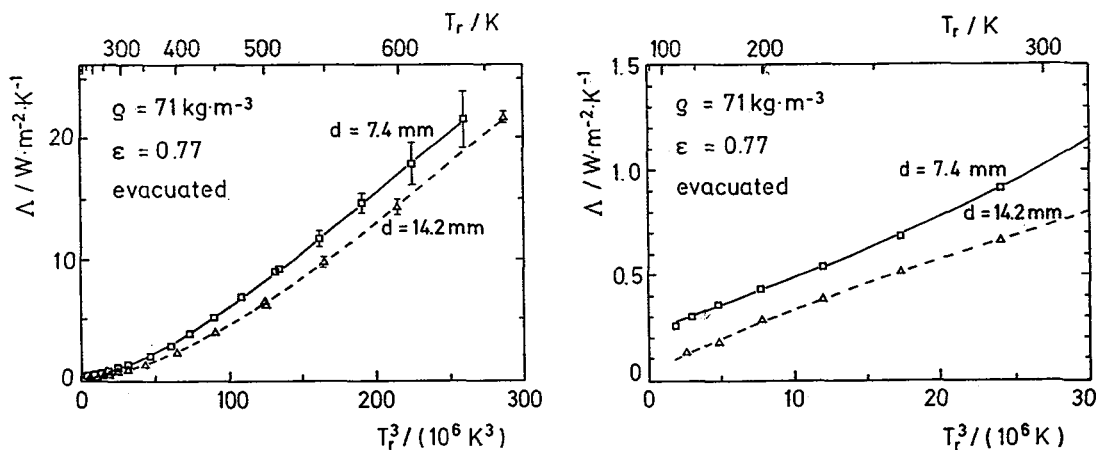 T_r / K
300 400 500 600
Λ / W·m⁻²·K⁻¹
20
10
0
ϱ = 71 kg·m⁻³
ε = 0.77
evacuated
d = 7.4 mm
d = 14.2 mm
0 100 200 300
T_r³ / (10⁶ K³)
T_r / K
100 200 300
Λ / W·m⁻²·K⁻¹
1.5
1.0
0.5
0
ϱ = 71 kg·m⁻³
ε = 0.77
evacuated
d = 7.4 mm
d = 14.2 mm
0 10 20 30
T_r³ / (10⁶ K)